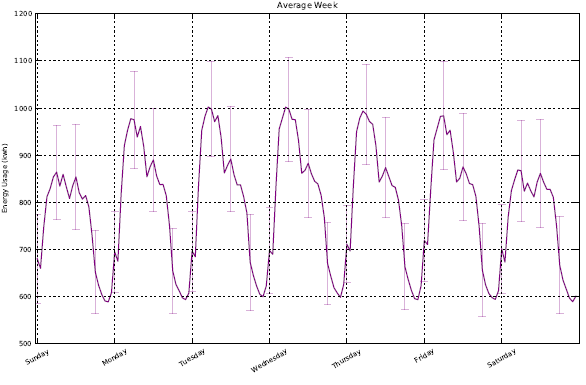 Average Week
1200
1100
1000
900
800
700
600
500
Energy Usage (kWh)
Sunday
Monday
Tuesday
Wednesday
Thursday
Friday
Saturday